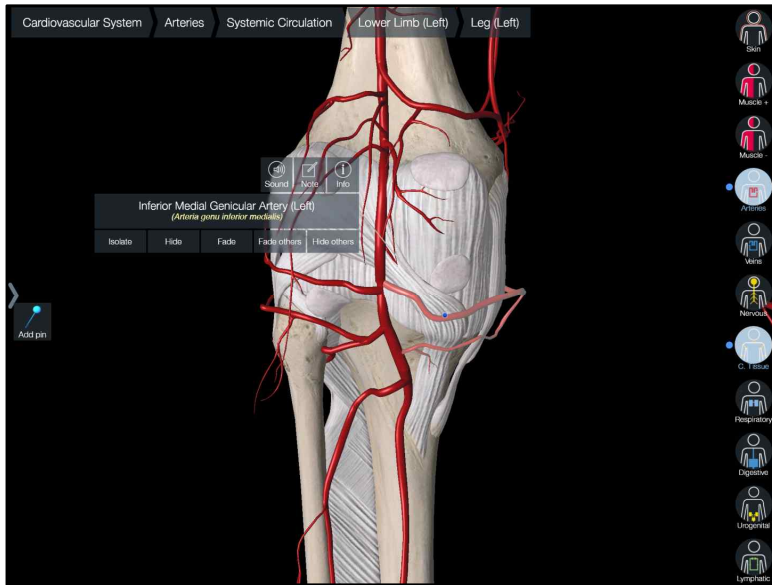 Cardiovascular System Arteries Systemic Circulation Lower Limb (Left) Leg (Left)
Sound Note Info
Inferior Medial Genicular Artery (Left)
(Arteria genu inferior medialis)
Isolate Hide Fade Fade others Hide others
Add pin
Skin
Muscle +
Muscle -
Arteries
Veins
Nervous
C. Tissue
Respiratory
Digestive
Urogenital
Lymphatic